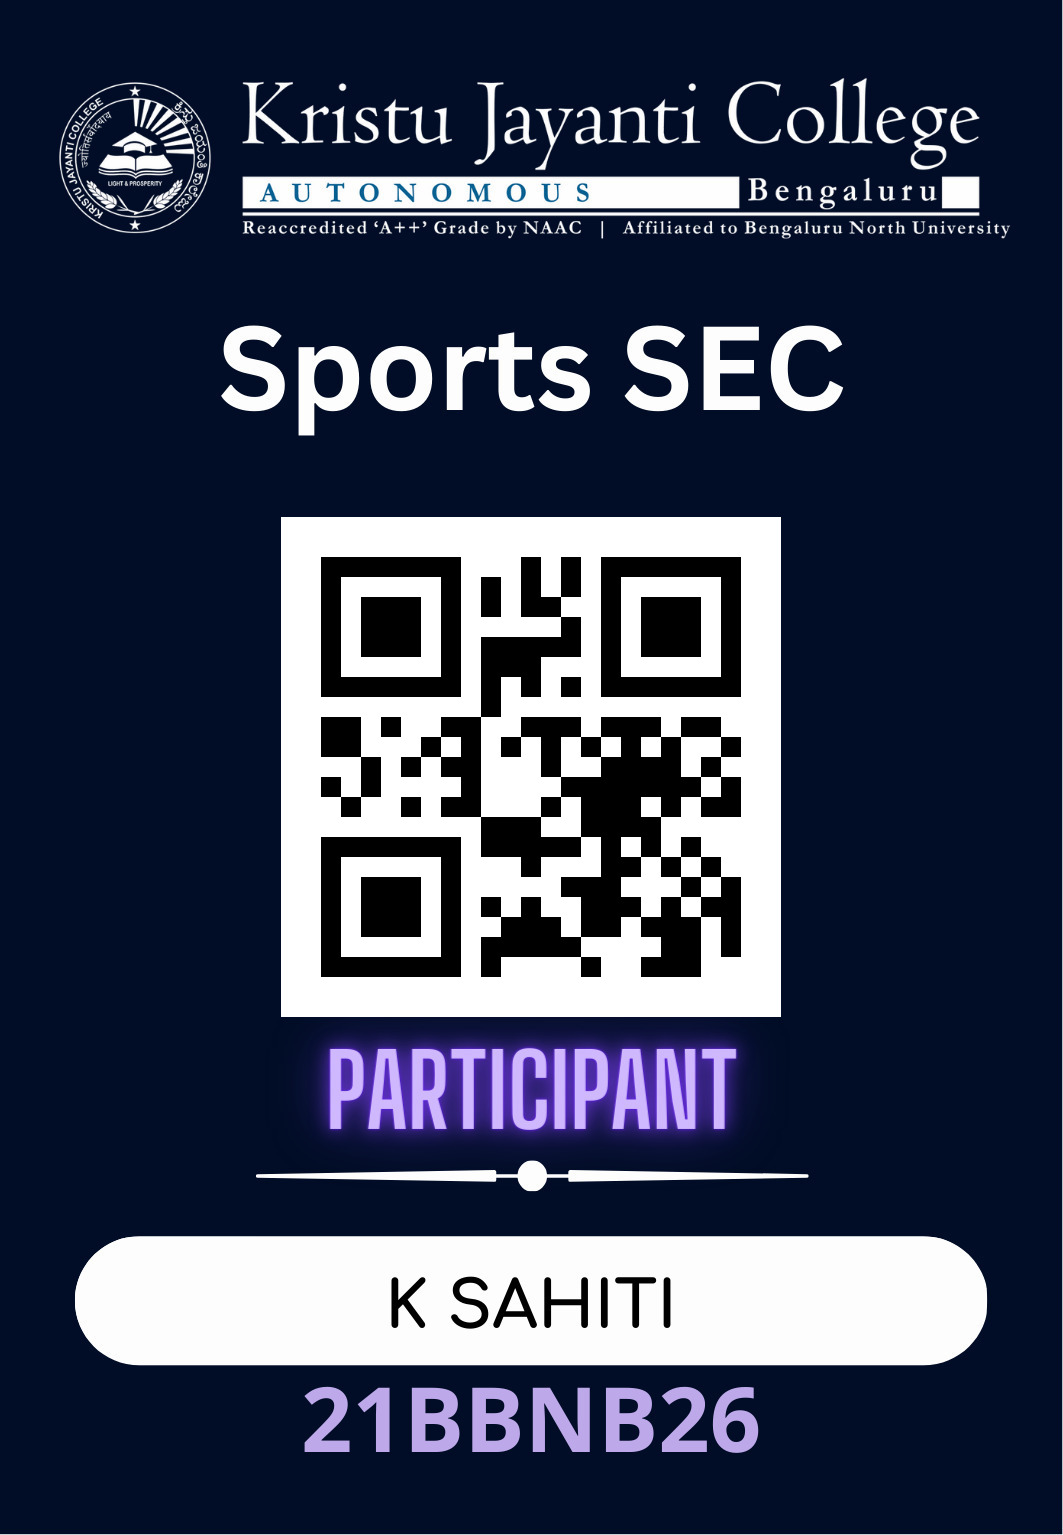 KRISTU JAYANTI COLLEGE
ಕ್ರಿಸ್ತು ಜಯಂತಿ ಕಾಲೇಜು
LIGHT & PROSPERITY
Kristu Jayanti College
AUTONOMOUS Bengaluru
Reaccredited ‘A++’ Grade by NAAC | Affiliated to Bengaluru North University
Sports SEC
PARTICIPANT
K SAHITI
21BBNB26